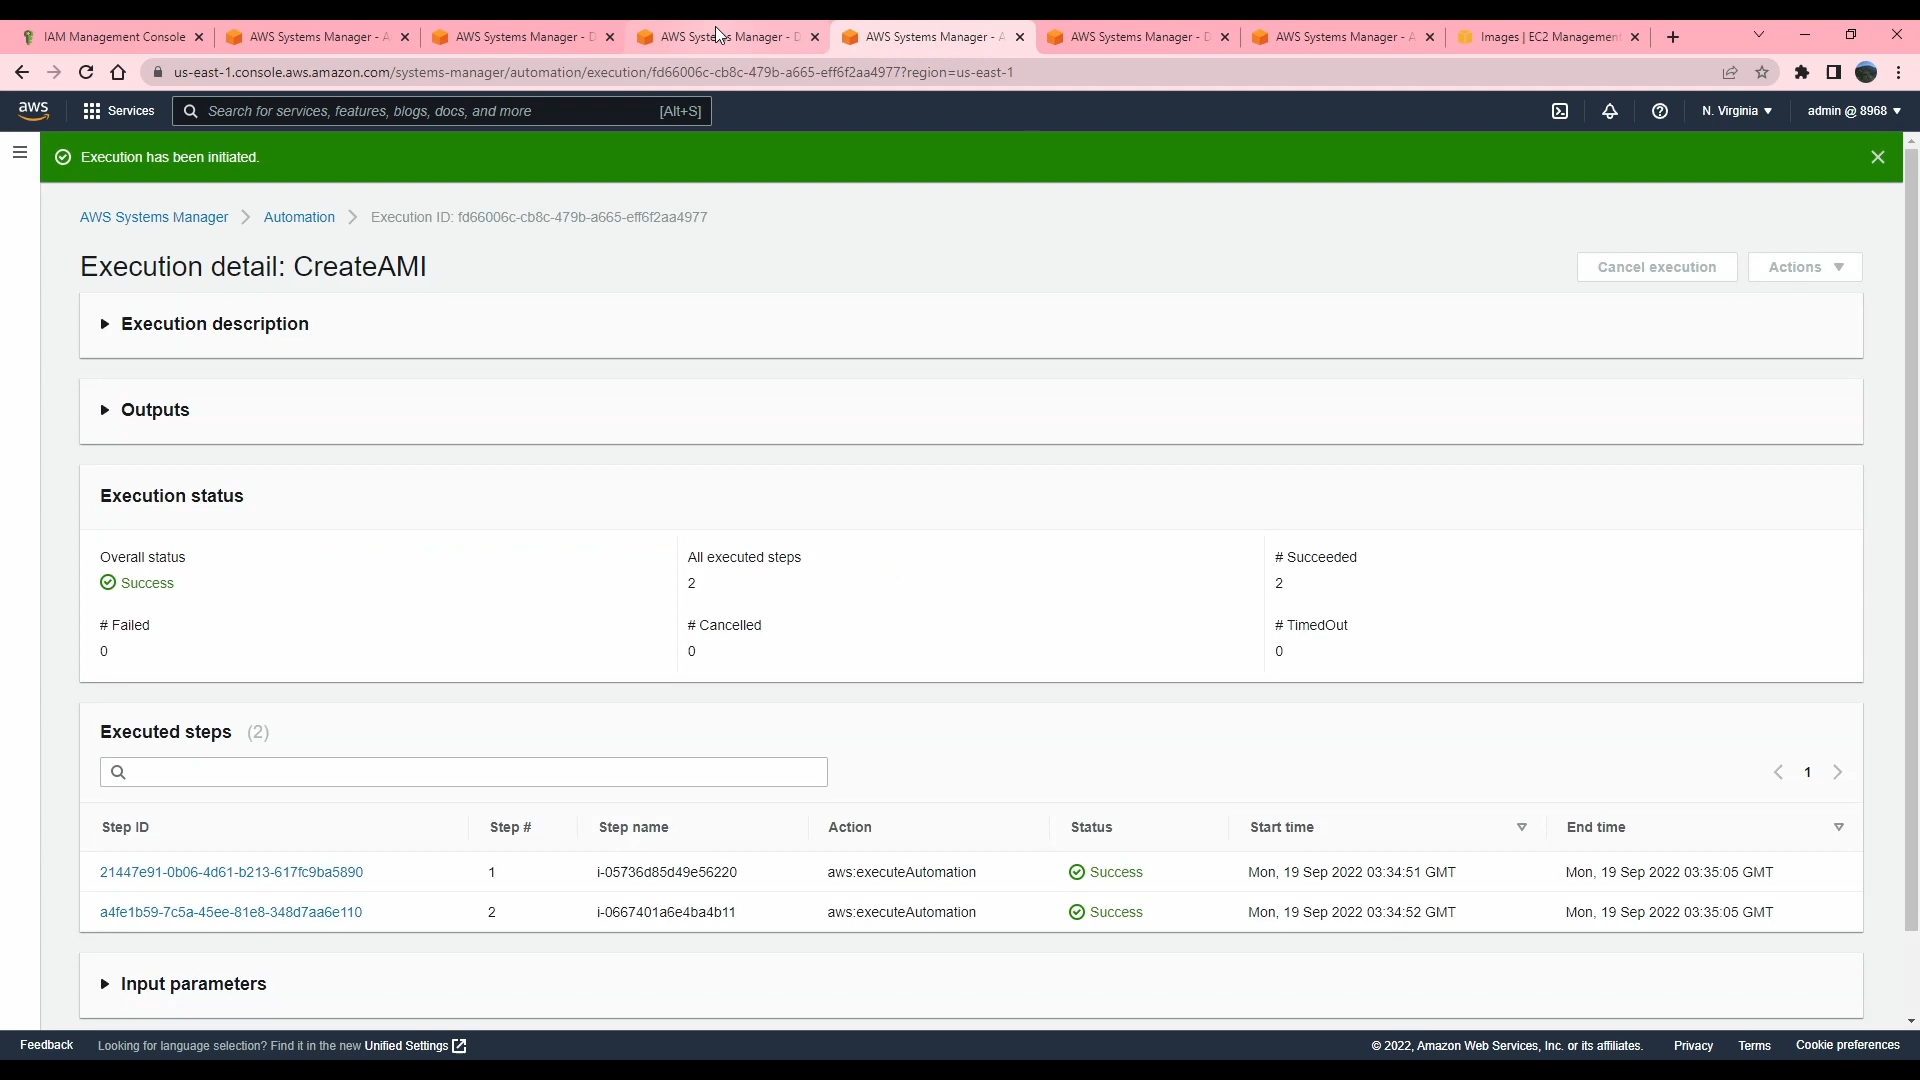 IAM Management Console
AWS Systems Manager - A
AWS Systems Manager - D
AWS Systems Manager - D
AWS Systems Manager - A
AWS Systems Manager - D
AWS Systems Manager - A
Images | EC2 Management
us-east-1.console.aws.amazon.com/systems-manager/automation/execution/fd66006c-cb8c-479b-a665-eff6f2aa4977?region=us-east-1
aws
Services
Search for services, features, blogs, docs, and more
[Alt+S]
N. Virginia
admin @ 8968
Execution has been initiated.
AWS Systems Manager
Automation
Execution ID: fd66006c-cb8c-479b-a665-eff6f2aa4977
Execution detail: CreateAMI
Cancel execution
Actions
Execution description
Outputs
Execution status
Overall status
All executed steps
# Succeeded
Success
2
2
# Failed
# Cancelled
# TimedOut
0
0
0
Executed steps (2)
1
Step ID
Step #
Step name
Action
Status
Start time
End time
21447e91-0b06-4d61-b213-617fc9ba5890
1
i-05736d85d49e56220
aws:executeAutomation
Success
Mon, 19 Sep 2022 03:34:51 GMT
Mon, 19 Sep 2022 03:35:05 GMT
a4fe1b59-7c5a-45ee-81e8-348d7aa6e110
2
i-0667401a6e4ba4b11
aws:executeAutomation
Success
Mon, 19 Sep 2022 03:34:52 GMT
Mon, 19 Sep 2022 03:35:05 GMT
Input parameters
Feedback
Looking for language selection? Find it in the new Unified Settings
© 2022, Amazon Web Services, Inc. or its affiliates.
Privacy
Terms
Cookie preferences